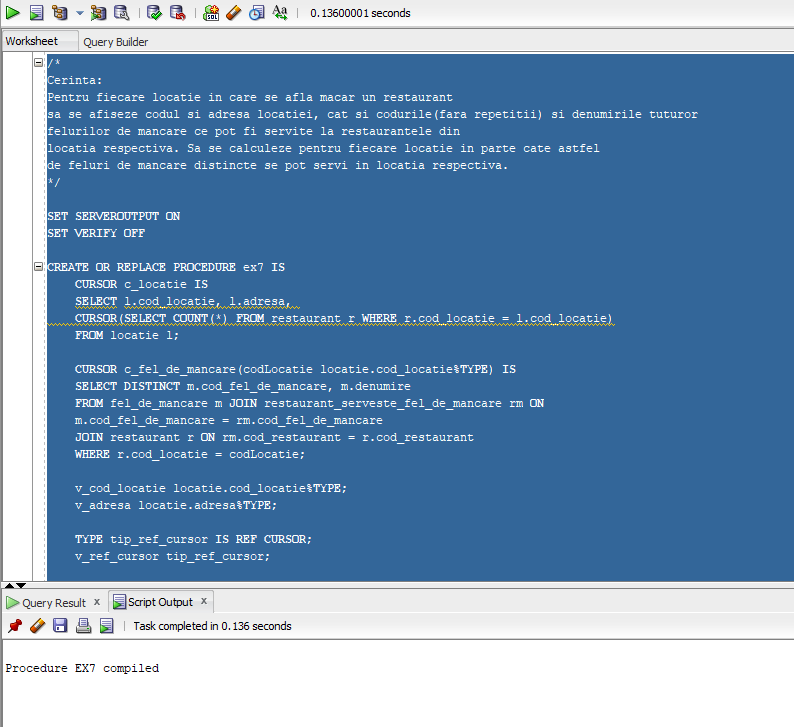 0.13600001 seconds
Worksheet Query Builder
/*
Cerinta:
Pentru fiecare locatie in care se afla macar un restaurant
sa se afiseze codul si adresa locatiei, cat si codurile(fara repetitii) si denumirile tuturor
felurilor de mancare ce pot fi servite la restaurantele din
locatia respectiva. Sa se calculeze pentru fiecare locatie in parte cate astfel
de feluri de mancare distincte se pot servi in locatia respectiva.
*/
SET SERVEROUTPUT ON
SET VERIFY OFF
CREATE OR REPLACE PROCEDURE ex7 IS
CURSOR c_locatie IS
SELECT l.cod_locatie, l.adresa,
CURSOR(SELECT COUNT(*) FROM restaurant r WHERE r.cod_locatie = l.cod_locatie)
FROM locatie l;
CURSOR c_fel_de_mancare(codLocatie locatie.cod_locatie%TYPE) IS
SELECT DISTINCT m.cod_fel_de_mancare, m.denumire
FROM fel_de_mancare m JOIN restaurant_serveste_fel_de_mancare rm ON
m.cod_fel_de_mancare = rm.cod_fel_de_mancare
JOIN restaurant r ON rm.cod_restaurant = r.cod_restaurant
WHERE r.cod_locatie = codLocatie;
v_cod_locatie locatie.cod_locatie%TYPE;
v_adresa locatie.adresa%TYPE;
TYPE tip_ref_cursor IS REF CURSOR;
v_ref_cursor tip_ref_cursor;
Query Result x Script Output x
Task completed in 0.136 seconds
Procedure EX7 compiled